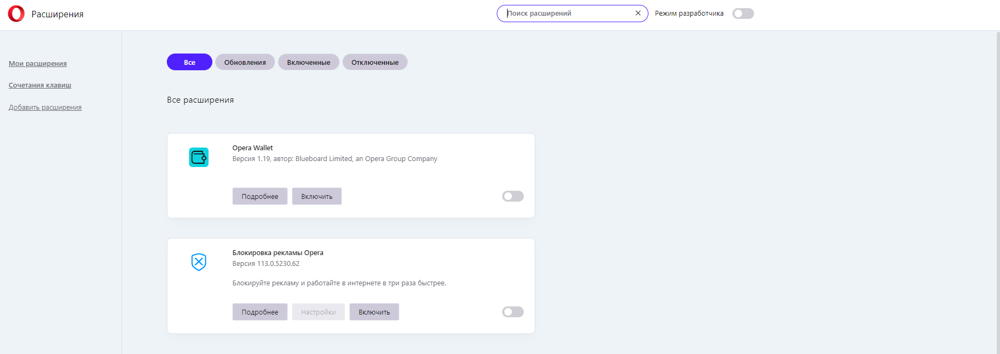 Расширения
Поиск расширений
Режим разработчика
Мои расширения
Сочетания клавиш
Добавить расширения
Все
Обновления
Включенные
Отключенные
Все расширения
Opera Wallet
Версия 1.19, автор: Blueboard Limited, an Opera Group Company
Подробнее
Включить
Блокировка рекламы Opera
Версия 113.0.5230.62
Блокируйте рекламу и работайте в интернете в три раза быстрее.
Подробнее
Настройки
Включить